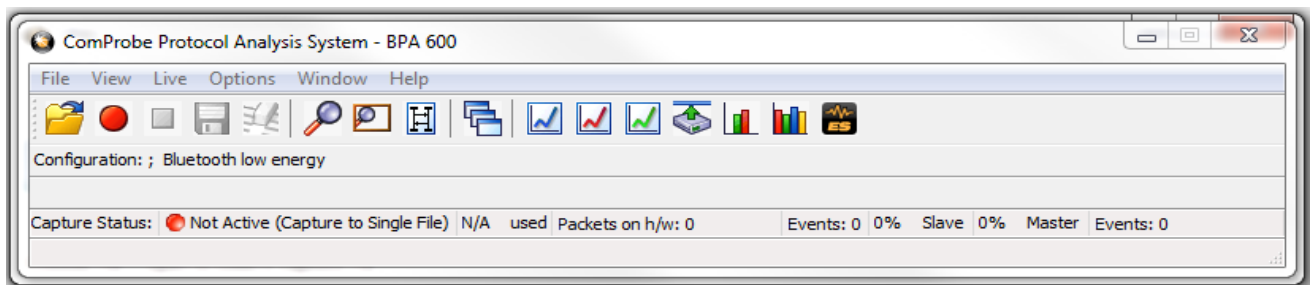 ComProbe Protocol Analysis System - BPA 600
File View Live Options Window Help
ES
Configuration: ; Bluetooth low energy
Capture Status: Not Active (Capture to Single File) N/A used Packets on h/w: 0 Events: 0 0% Slave 0% Master Events: 0